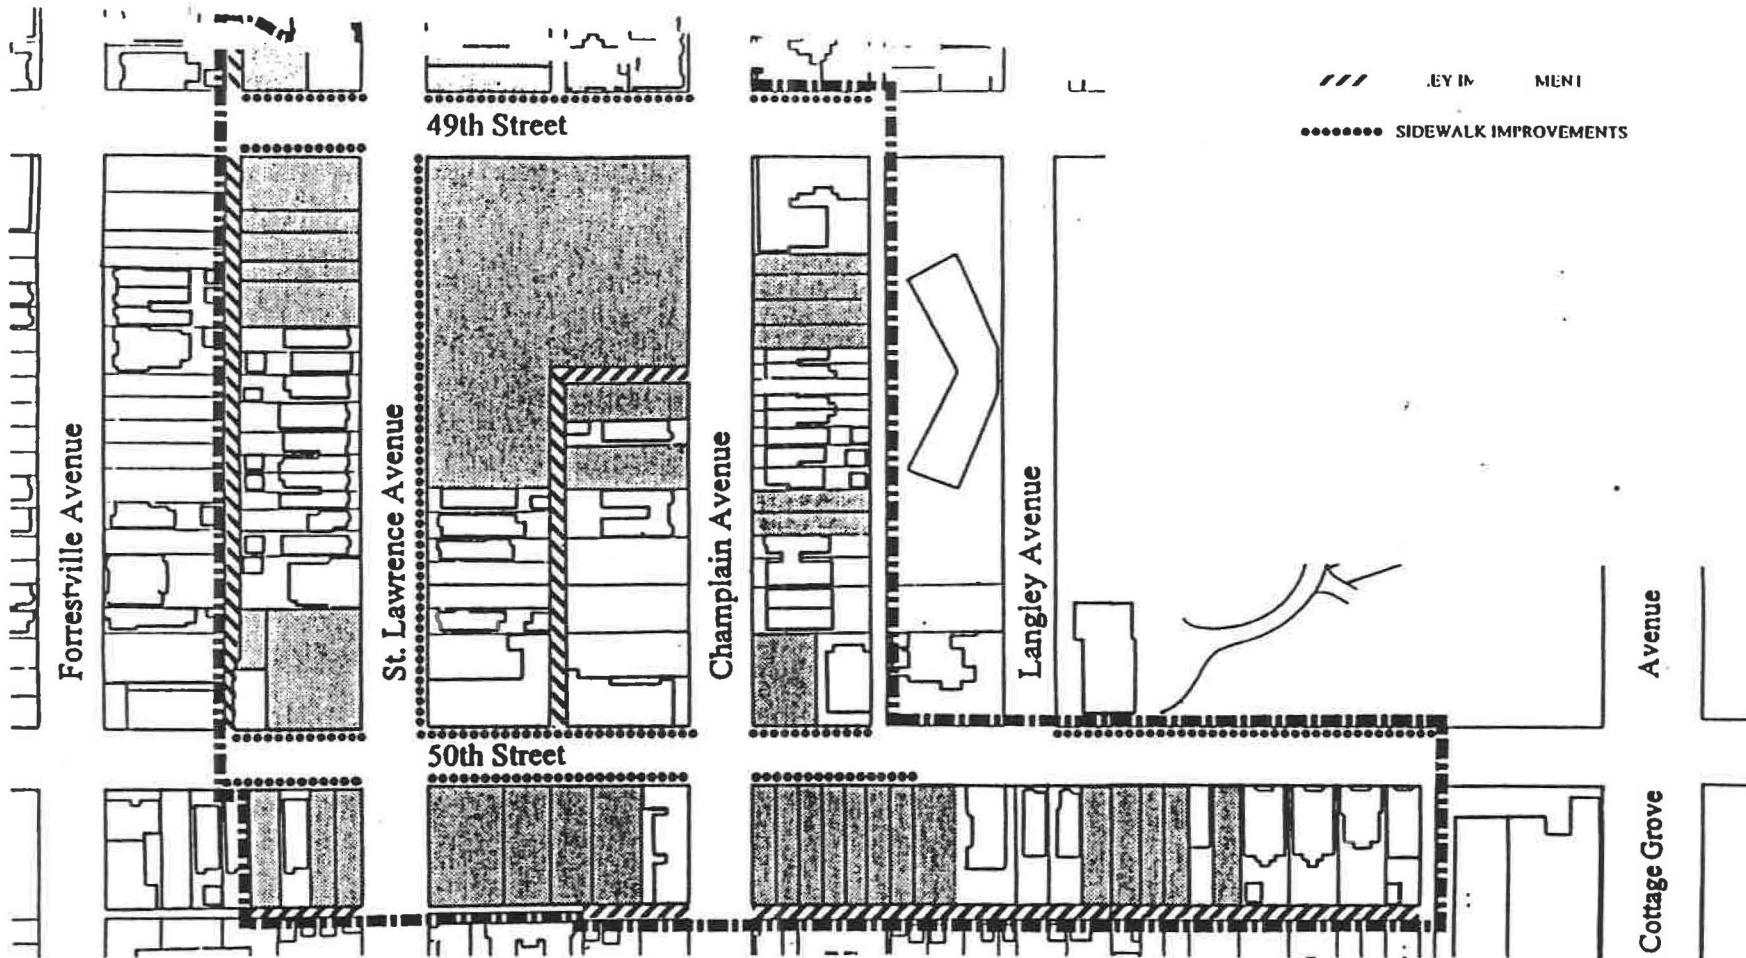 SIDEWALK IMPROVEMENTS
49th Street
Forrestville Avenue
St. Lawrence Avenue
Champlain Avenue
Langley Avenue
Cottage Grove Avenue
50th Street